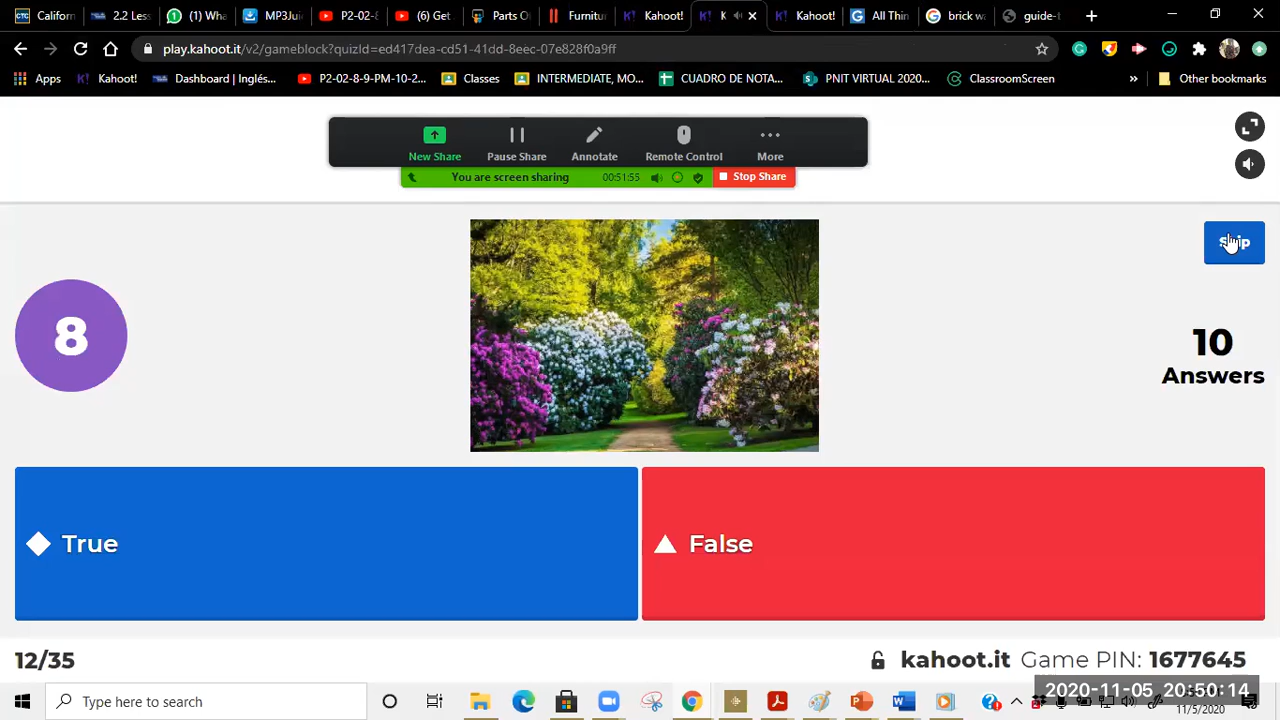 Californ
2.2 Less
(1) Wha
MP3Juic
P2-02-8
(6) Get
Parts O
Furnitu
Kahoot!
K
Kahoot!
All Thin
brick wa
guide-t
play.kahoot.it/v2/gameblock?quizId=ed417dea-cd51-41dd-8eec-07e828f0a9ff
Apps
Kahoot!
Dashboard | Inglés...
P2-02-8-9-PM-10-2...
Classes
INTERMEDIATE, MO...
CUADRO DE NOTA...
PNIT VIRTUAL 2020...
ClassroomScreen
»
Other bookmarks
New Share
Pause Share
Annotate
Remote Control
More
You are screen sharing
00:51:55
Stop Share
Skip
8
10
Answers
True
False
12/35
kahoot.it Game PIN: 1677645
Type here to search
2020-11-05 20:50:14
11/5/2020